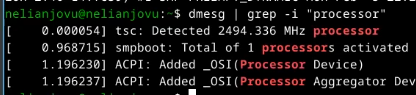 nelianjovu@nelianjovu:~$ dmesg | grep -i "processor"
[    0.000054] tsc: Detected 2494.336 MHz processor
[    0.968715] smpboot: Total of 1 processors activated
[    1.196230] ACPI: Added _OSI(Processor Device)
[    1.196237] ACPI: Added _OSI(Processor Aggregator Dev